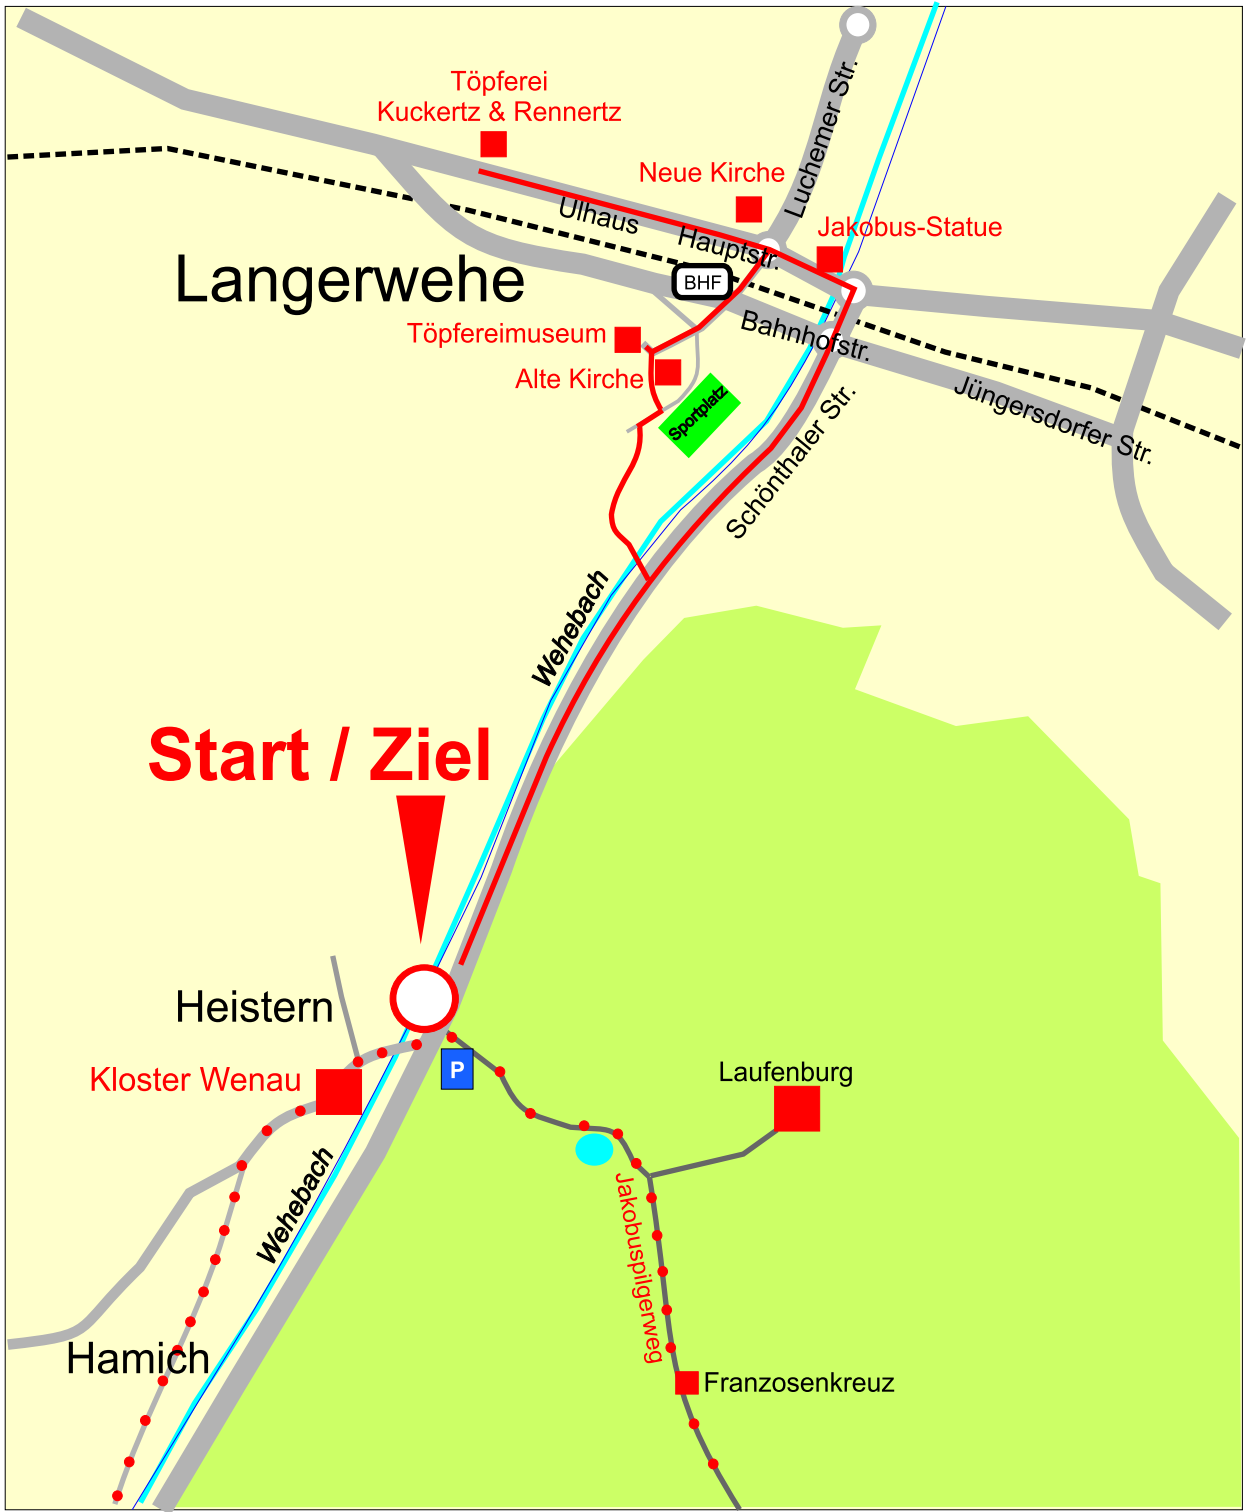 Töpferei
Kuckertz & Rennertz
Luchemer Str.
Neue Kirche
Ulhaus
Hauptstr.
Jakobus-Statue
Langerwehe
BHF
Töpfereimuseum
Bahnhofstr.
Alte Kirche
Sportplatz
Jüngersdorfer Str.
Schönthaler Str.
Wehebach
Start / Ziel
Heistern
P
Kloster Wenau
Laufenburg
Wehebach
Jakobuspilgerweg
Hamich
Franzosenkreuz